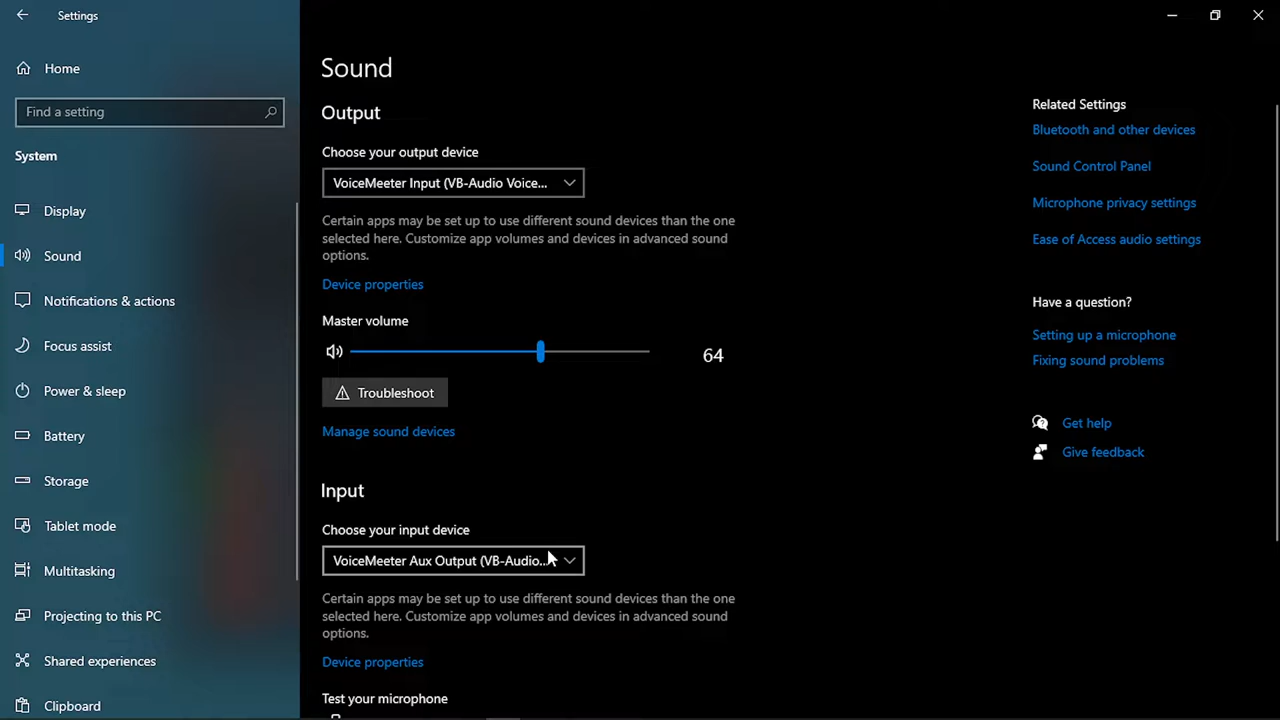 Settings
Home
Find a setting
System
Display
Sound
Notifications & actions
Focus assist
Power & sleep
Battery
Storage
Tablet mode
Multitasking
Projecting to this PC
Shared experiences
Clipboard
Sound
Output
Choose your output device
VoiceMeeter Input (VB-Audio Voice...
Certain apps may be set up to use different sound devices than the one
selected here. Customize app volumes and devices in advanced sound
options.
Device properties
Master volume
64
Troubleshoot
Manage sound devices
Input
Choose your input device
VoiceMeeter Aux Output (VB-Audio...
Certain apps may be set up to use different sound devices than the one
selected here. Customize app volumes and devices in advanced sound
options.
Device properties
Test your microphone
Related Settings
Bluetooth and other devices
Sound Control Panel
Microphone privacy settings
Ease of Access audio settings
Have a question?
Setting up a microphone
Fixing sound problems
Get help
Give feedback